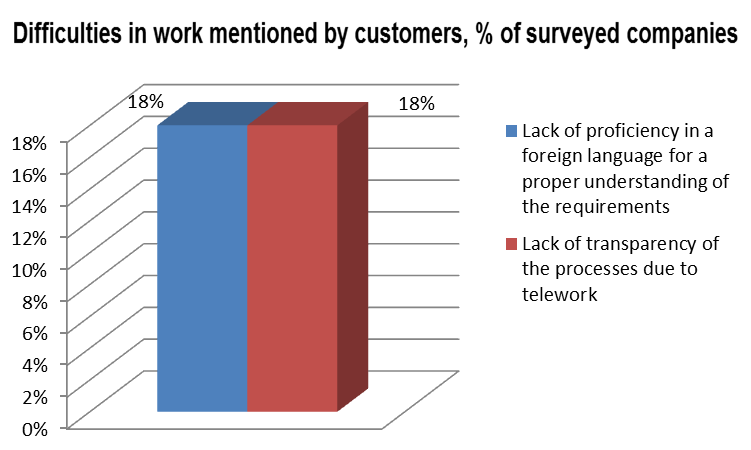 Difficulties in work mentioned by customers, % of surveyed companies
18%
18%
18%
16%
14%
12%
10%
8%
6%
4%
2%
0%
Lack of proficiency in a
foreign language for a
proper understanding of
the requirements
Lack of transparency of
the processes due to
telework